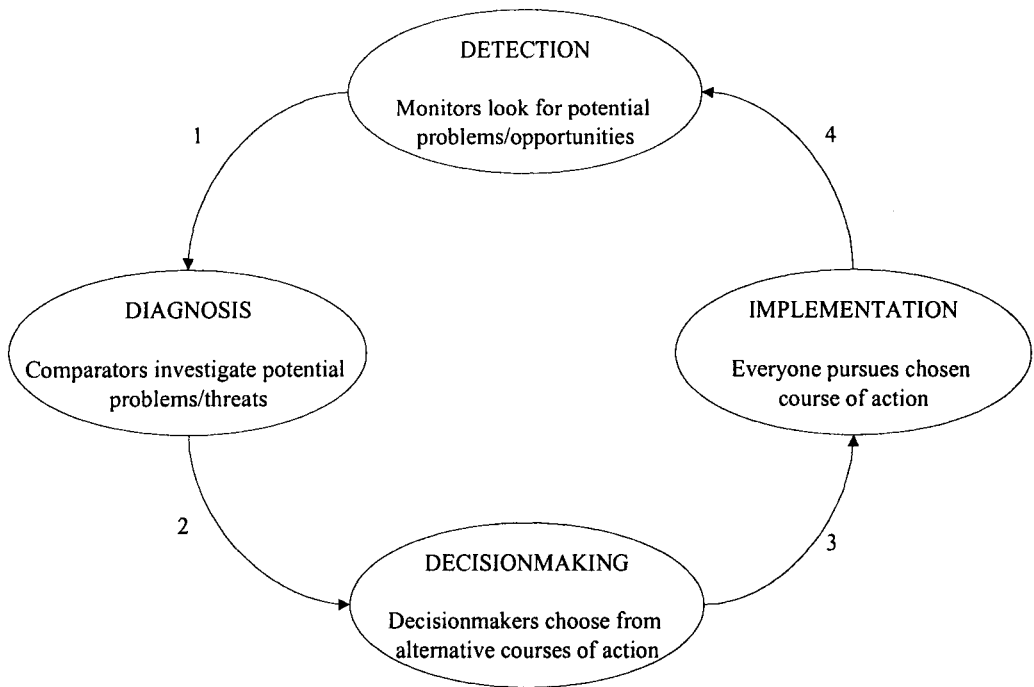 DETECTION
Monitors look for potential
problems/opportunities
1
4
DIAGNOSIS
Comparators investigate potential
problems/threats
IMPLEMENTATION
Everyone pursues chosen
course of action
2
3
DECISIONMAKING
Decisionmakers choose from
alternative courses of action